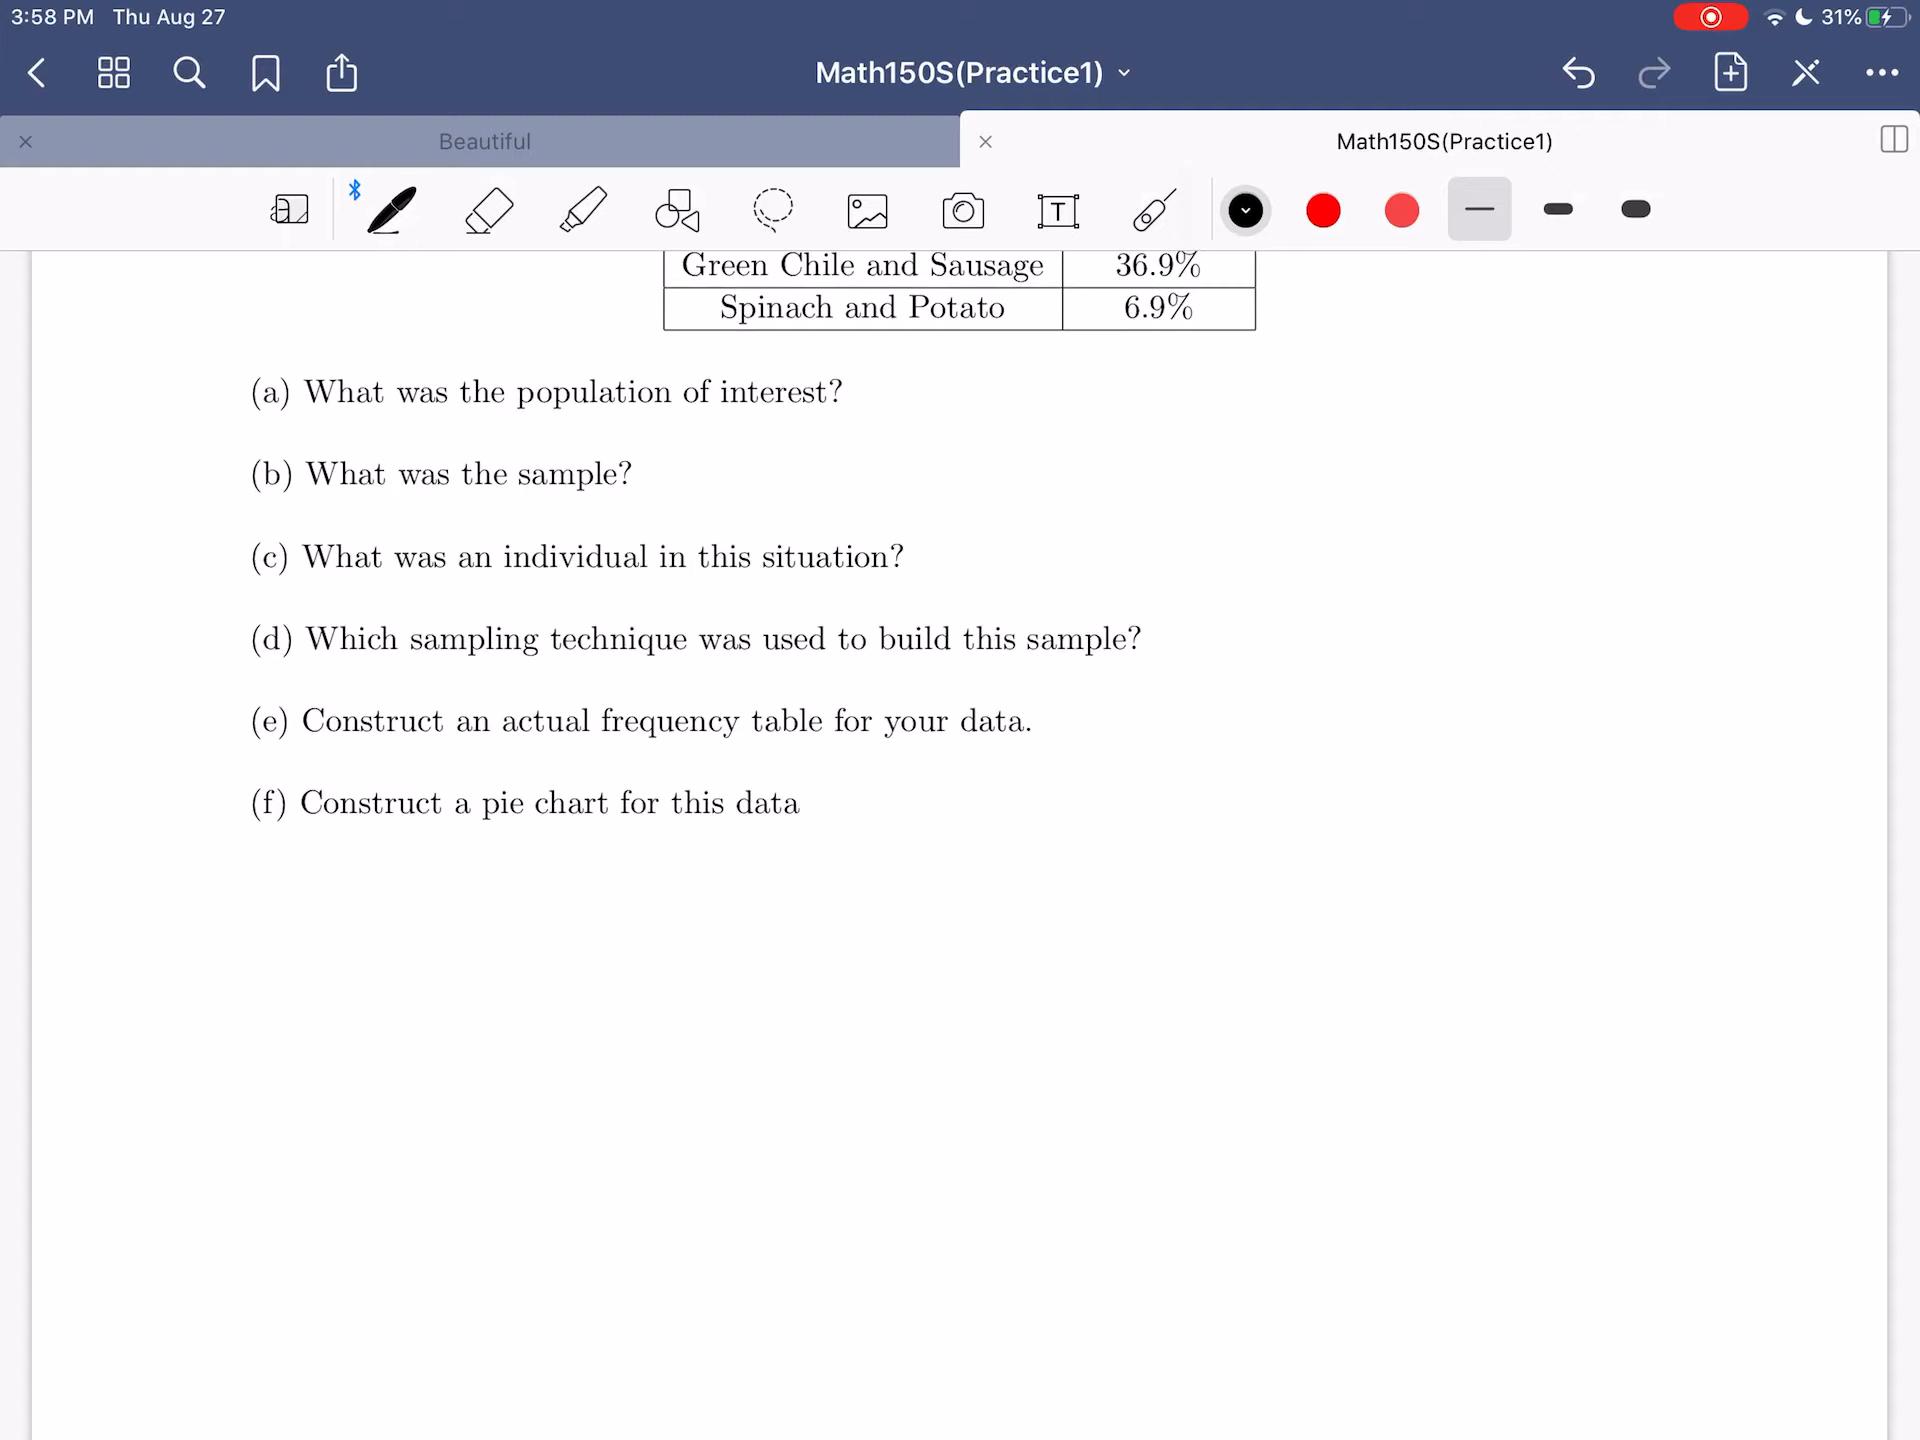 3:58 PM Thu Aug 27
31%
Math150S(Practice1)
Beautiful
Math150S(Practice1)
a
T
Green Chile and Sausage 36.9%
Spinach and Potato 6.9%
(a) What was the population of interest?
(b) What was the sample?
(c) What was an individual in this situation?
(d) Which sampling technique was used to build this sample?
(e) Construct an actual frequency table for your data.
(f) Construct a pie chart for this data